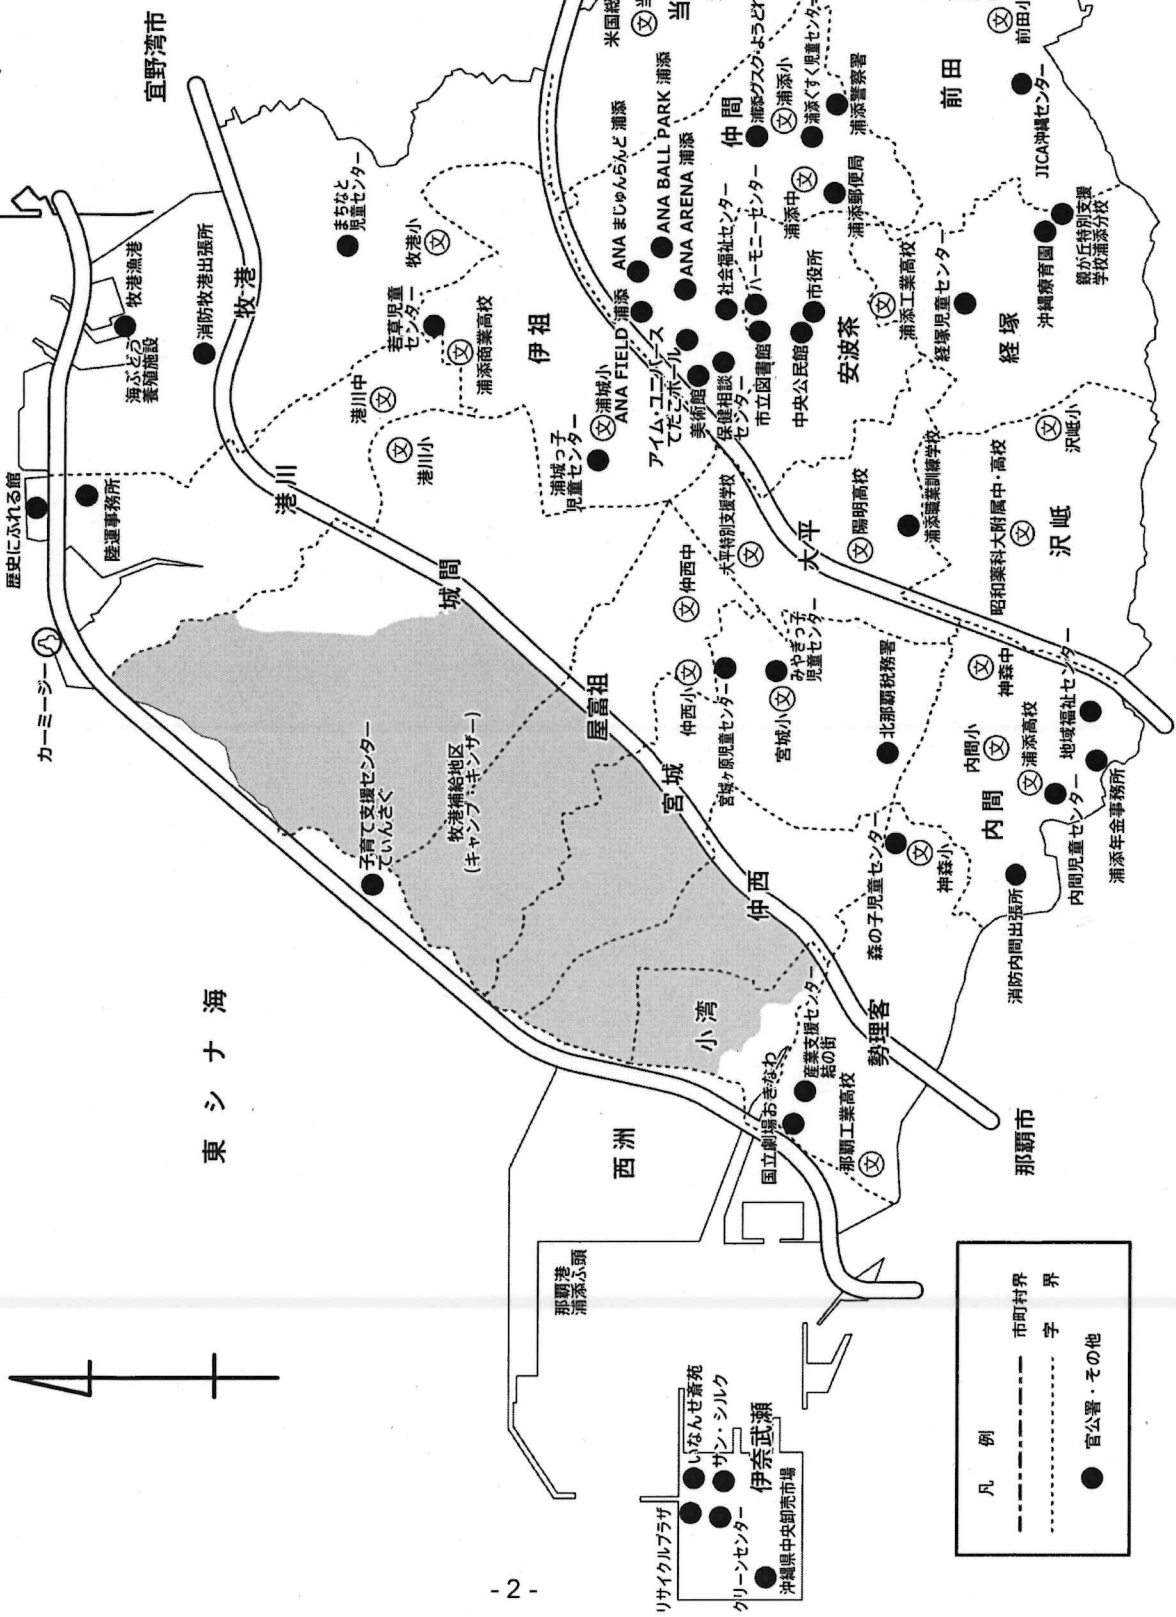 宜野湾市
東シナ海
カーミージー
歴史にふれる館
陸運事務所
海ぶどう
養殖施設
牧港漁港
消防牧港出張所
牧港
まちなと
児童センター
牧港小
若草児童
センター
浦添商業高校
港川中
港川小
港川
伊祖
浦城っ子
児童センター
浦城小
ANA FIELD 浦添
ANA まじゅんらんど 浦添
ANA BALL PARK 浦添
ANA ARENA 浦添
アイム・ユニバース
てだこホール
美術館
社会福祉センター
ハーモニーセンター
保健相談
センター
市立図書館
中央公民館
市役所
仲間
浦添グスク・ようどれ
浦添小
浦添ぐすく児童センター
浦添警察署
浦添中
浦添郵便局
安波茶
浦添工業高校
経塚児童センター
経塚
前田
前田小
JICA沖縄センター
沖縄療育園
鏡が丘特別支援
学校浦添分校
城間
屋富祖
宮城
仲西
牧港補給地区
(キャンプ・キンザー)
子育て支援センター
ていんさぐ
小湾
仲西中
大平特別支援学校
仲西小
宮城ヶ原児童センター
宮城小
みやぎっ子
児童センター
大平
陽明高校
浦添職業訓練学校
昭和薬科大附属中・高校
沢岻小
沢岻
北那覇税務署
神森中
内間小
浦添高校
内間
地域福祉センター
内間児童センター
浦添年金事務所
森の子児童センター
神森小
消防内間出張所
勢理客
産業支援センター
結の街
国立劇場おきなわ
那覇工業高校
西洲
那覇市
那覇港
浦添ふ頭
いなんせ斎苑
サン・シルク
リサイクルプラザ
クリーンセンター
伊奈武瀬
沖縄県中央卸売市場
凡例
市町村界
字界
官公署・その他
- 2 -